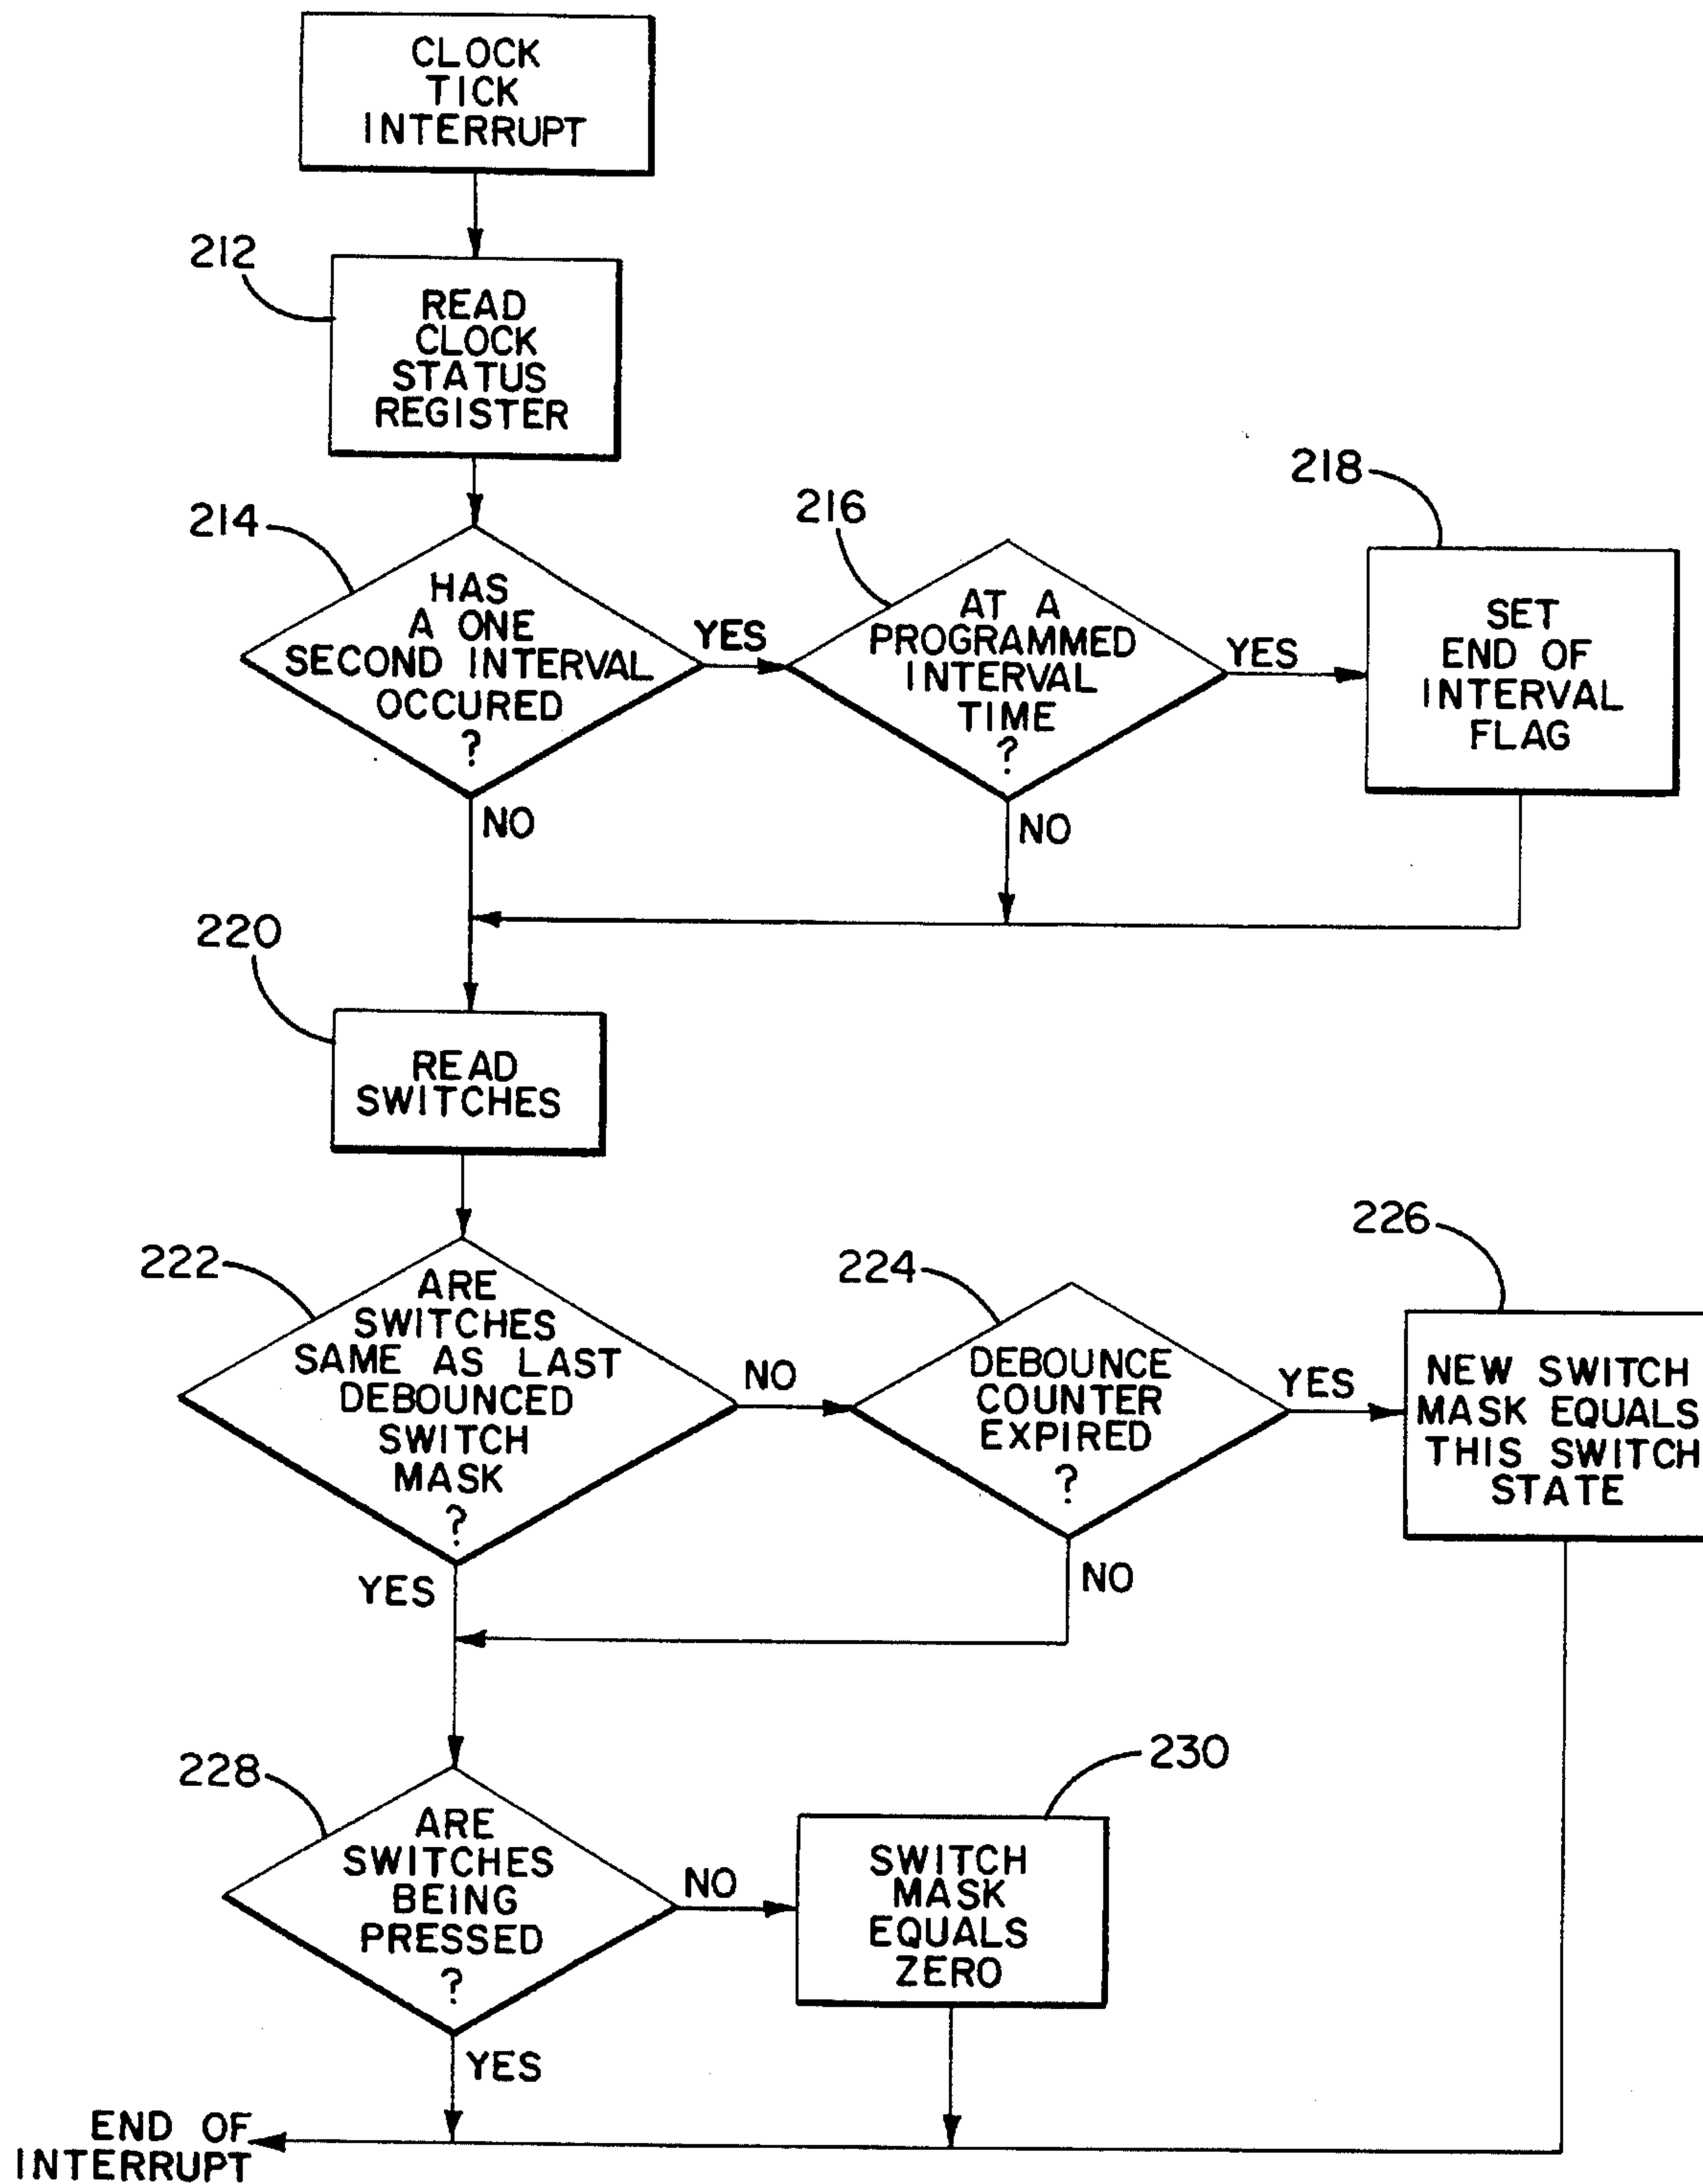 CLOCK
TICK
INTERRUPT
212
READ
CLOCK
STATUS
REGISTER
214
HAS
A ONE
SECOND INTERVAL
OCCURED
?
YES
NO
216
AT A
PROGRAMMED
INTERVAL
TIME
?
YES
NO
218
SET
END OF
INTERVAL
FLAG
220
READ
SWITCHES
222
ARE
SWITCHES
SAME AS LAST
DEBOUNCED
SWITCH
MASK
?
NO
YES
224
DEBOUNCE
COUNTER
EXPIRED
?
YES
NO
226
NEW SWITCH
MASK EQUALS
THIS SWITCH
STATE
228
ARE
SWITCHES
BEING
PRESSED
?
NO
YES
230
SWITCH
MASK
EQUALS
ZERO
END OF
INTERRUPT